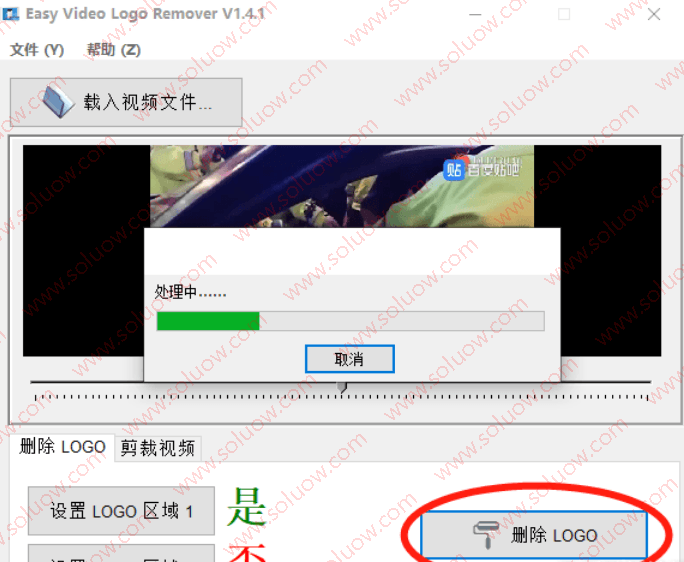 Easy Video Logo Remover V1.4.1
文件 (Y) 帮助 (Z)
载入视频文件...
贴 百度贴吧
处理中......
取消
删除 LOGO 剪裁视频
设置 LOGO 区域 1 是
删除 LOGO
www.soluow.com